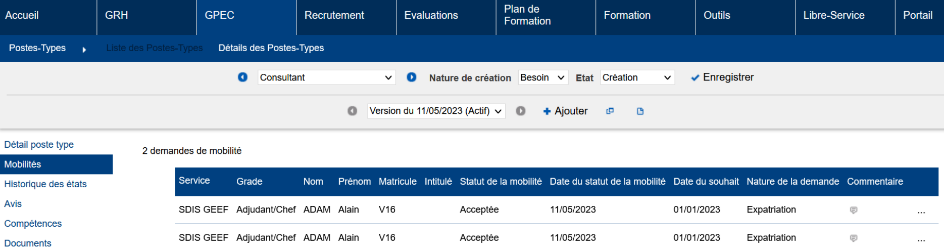 Accueil GRH GPEC Recrutement Evaluations Plan de Formation Formation Outils Libre-Service Portail
Postes-Types Liste des Postes-Types Détails des Postes-Types
Consultant Nature de création Besoin Etat Création Enregistrer
Version du 11/05/2023 (Actif) Ajouter
Détail poste type
Mobilités
Historique des états
Avis
Compétences
Documents
2 demandes de mobilité
Service Grade Nom Prénom Matricule Intitulé Statut de la mobilité Date du statut de la mobilité Date du souhait Nature de la demande Commentaire ...
SDIS GEEF Adjudant/Chef ADAM Alain V16 Acceptée 11/05/2023 01/01/2023 Expatriation ...
SDIS GEEF Adjudant/Chef ADAM Alain V16 Acceptée 11/05/2023 01/01/2023 Expatriation ...